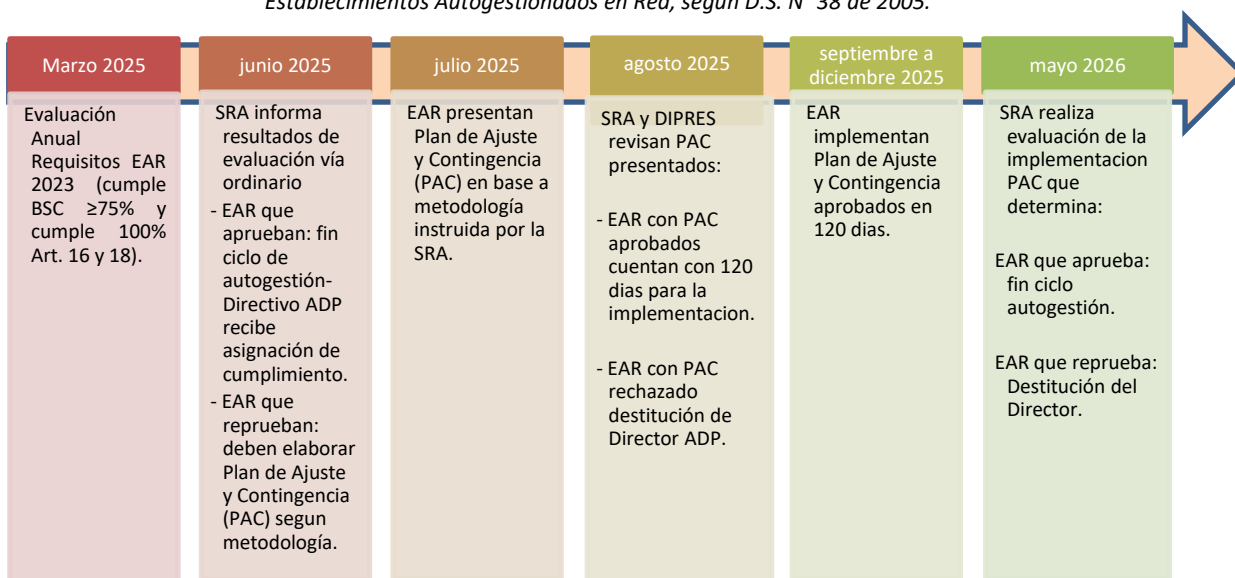 Establecimientos Autogestionados en Red, según D.S. N° 38 de 2005.
Marzo 2025
Evaluación
Anual
Requisitos EAR
2023 (cumple
BSC ≥75% y
cumple 100%
Art. 16 y 18).
junio 2025
SRA informa
resultados de
evaluación vía
ordinario
- EAR que
aprueban: fin
ciclo de
autogestión-
Directivo ADP
recibe
asignación de
cumplimiento.
- EAR que
reprueban:
deben elaborar
Plan de Ajuste
y Contingencia
(PAC) segun
metodología.
julio 2025
EAR presentan
Plan de Ajuste
y Contingencia
(PAC) en base a
metodología
instruida por la
SRA.
agosto 2025
SRA y DIPRES
revisan PAC
presentados:
- EAR con PAC
aprobados
cuentan con 120
dias para la
implementacion.
- EAR con PAC
rechazado
destitución de
Director ADP.
septiembre a
diciembre 2025
EAR
implementan
Plan de Ajuste
y Contingencia
aprobados en
120 dias.
mayo 2026
SRA realiza
evaluación de la
implementacion
PAC que
determina:
EAR que aprueba:
fin ciclo
autogestión.
EAR que reprueba:
Destitución del
Director.